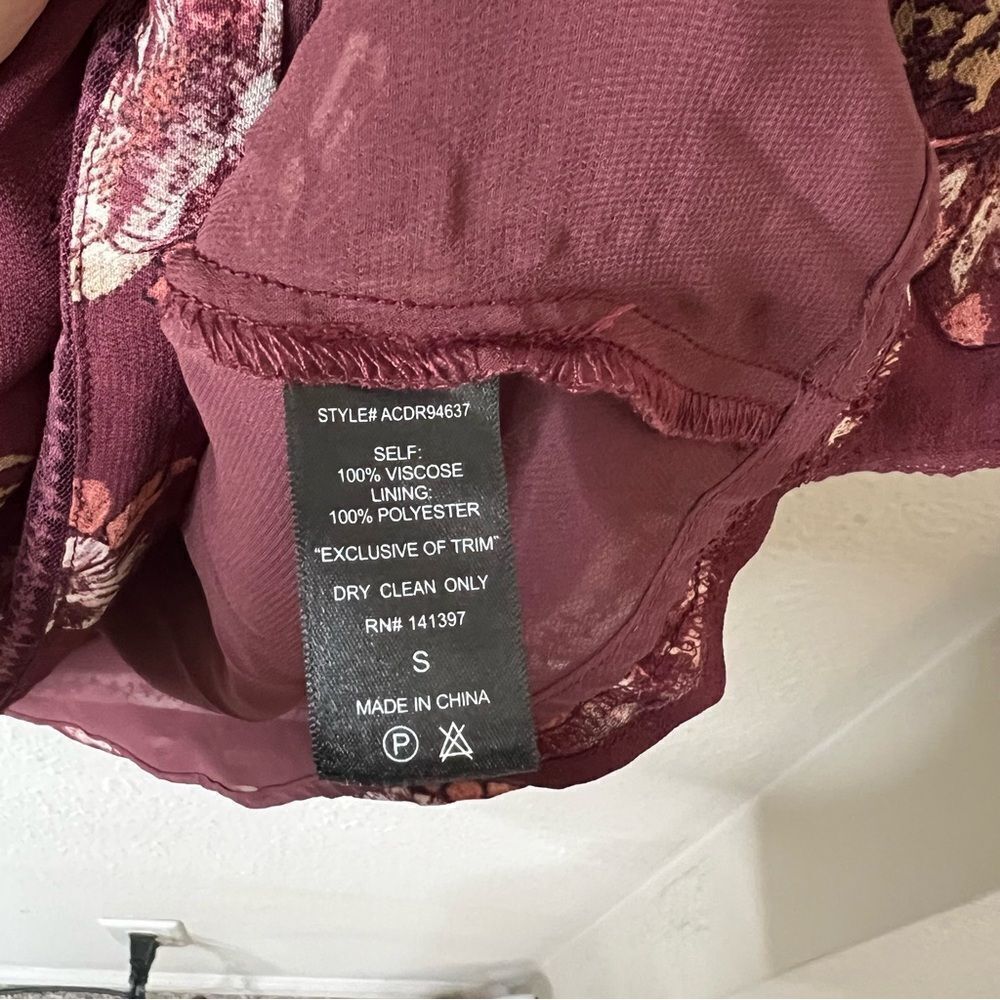 STYLE# ACDR94637
SELF:
100% VISCOSE
LINING:
100% POLYESTER
"EXCLUSIVE OF TRIM"
DRY CLEAN ONLY
RN# 141397
S
MADE IN CHINA
P